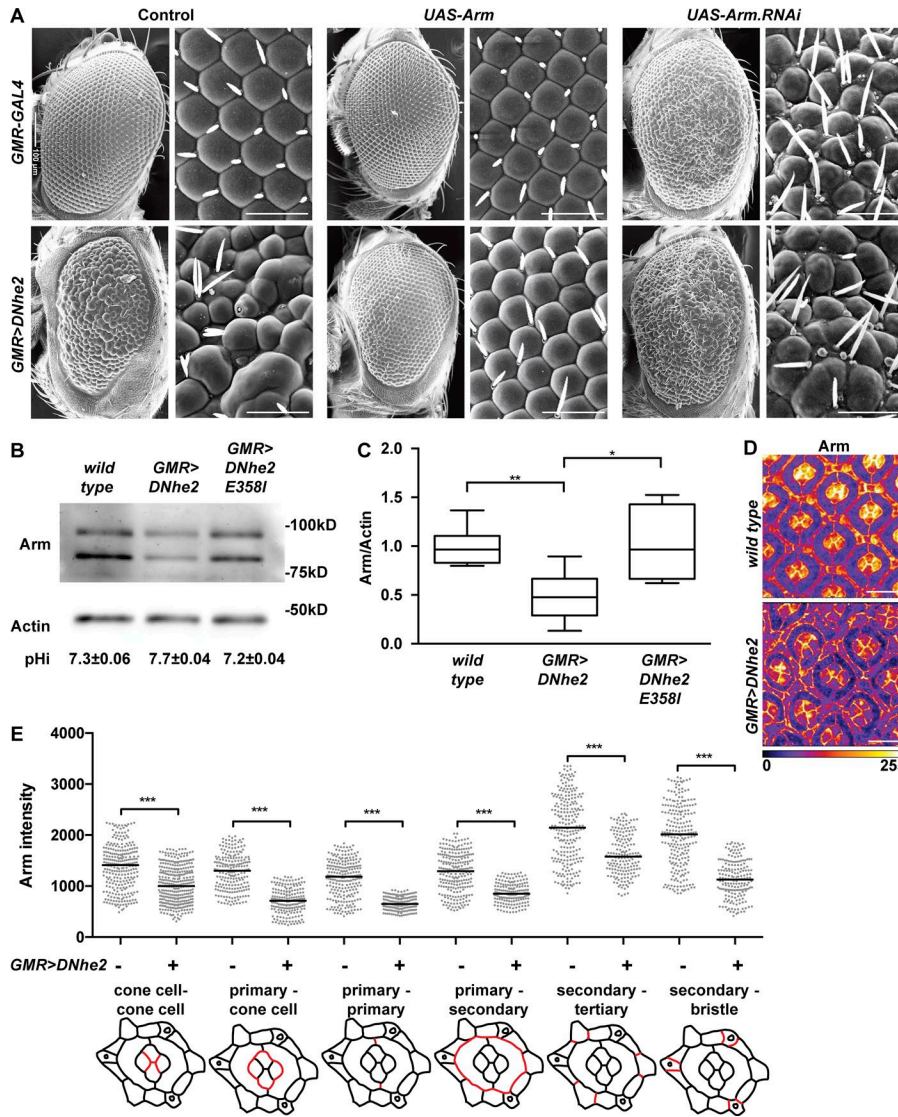 A
Control
UAS-Arm
UAS-Arm.RNAi
GMR-GAL4
100 µm
GMR>DNhe2
B
wild
type
GMR>
DNhe2
GMR>
DNhe2
E358I
Arm
-100kD
-75kD
-50kD
Actin
pHi 7.3±0.06 7.7±0.04 7.2±0.04
C
Arm/Actin
2.0
1.5
1.0
0.5
0.0
**
*
wild
type
GMR>
DNhe2
GMR>
DNhe2
E358I
D
Arm
wild type
GMR>DNhe2
0 25
E
Arm intensity
4000
3000
2000
1000
0
*** *** *** *** *** ***
GMR>DNhe2 - + - + - + - + - + - +
cone cell- primary - primary - primary - secondary - secondary -
cone cell cone cell primary secondary tertiary bristle